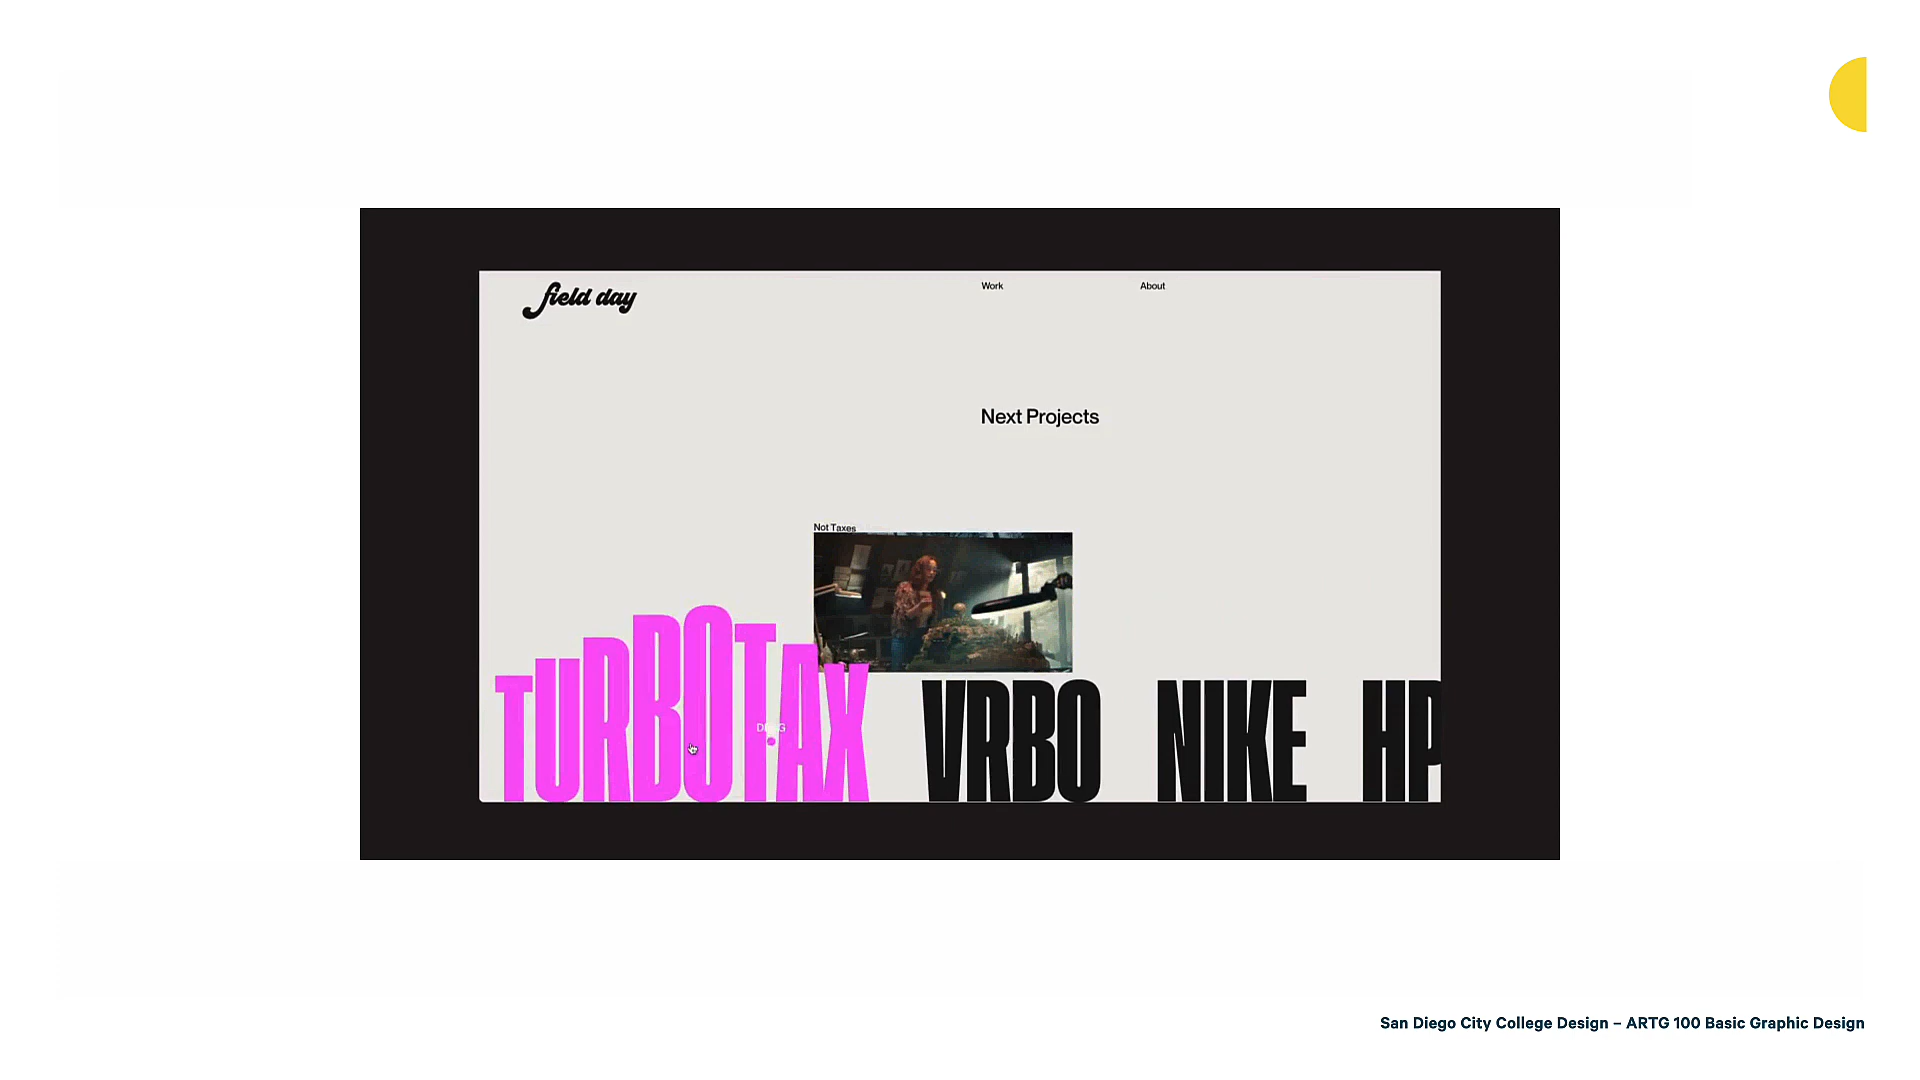 field day
Work
About
Next Projects
Not Taxes
TURBOTAX
VRBO
NIKE
HP
San Diego City College Design – ARTG 100 Basic Graphic Design